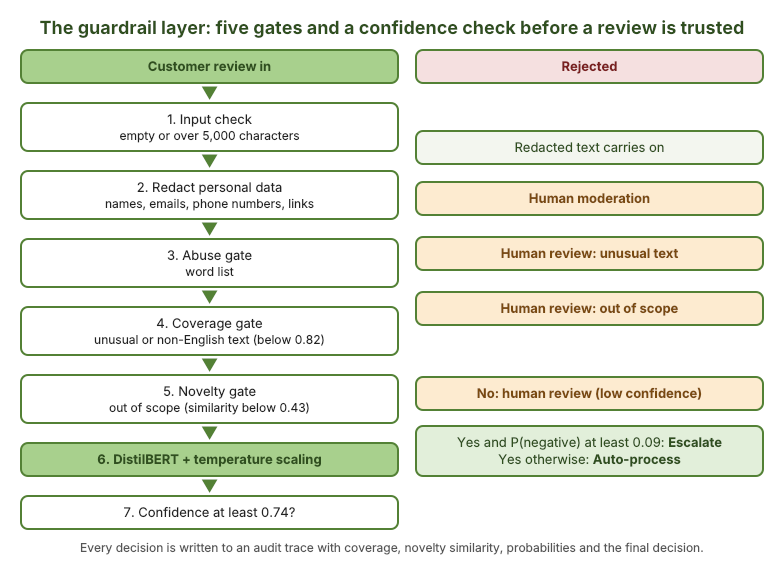 The guardrail layer: five gates and a confidence check before a review is trusted
Customer review in
1. Input check
empty or over 5,000 characters
2. Redact personal data
names, emails, phone numbers, links
3. Abuse gate
word list
4. Coverage gate
unusual or non-English text (below 0.82)
5. Novelty gate
out of scope (similarity below 0.43)
6. DistilBERT + temperature scaling
7. Confidence at least 0.74?
Rejected
Redacted text carries on
Human moderation
Human review: unusual text
Human review: out of scope
No: human review (low confidence)
Yes and P(negative) at least 0.09: Escalate
Yes otherwise: Auto-process
Every decision is written to an audit trace with coverage, novelty similarity, probabilities and the final decision.